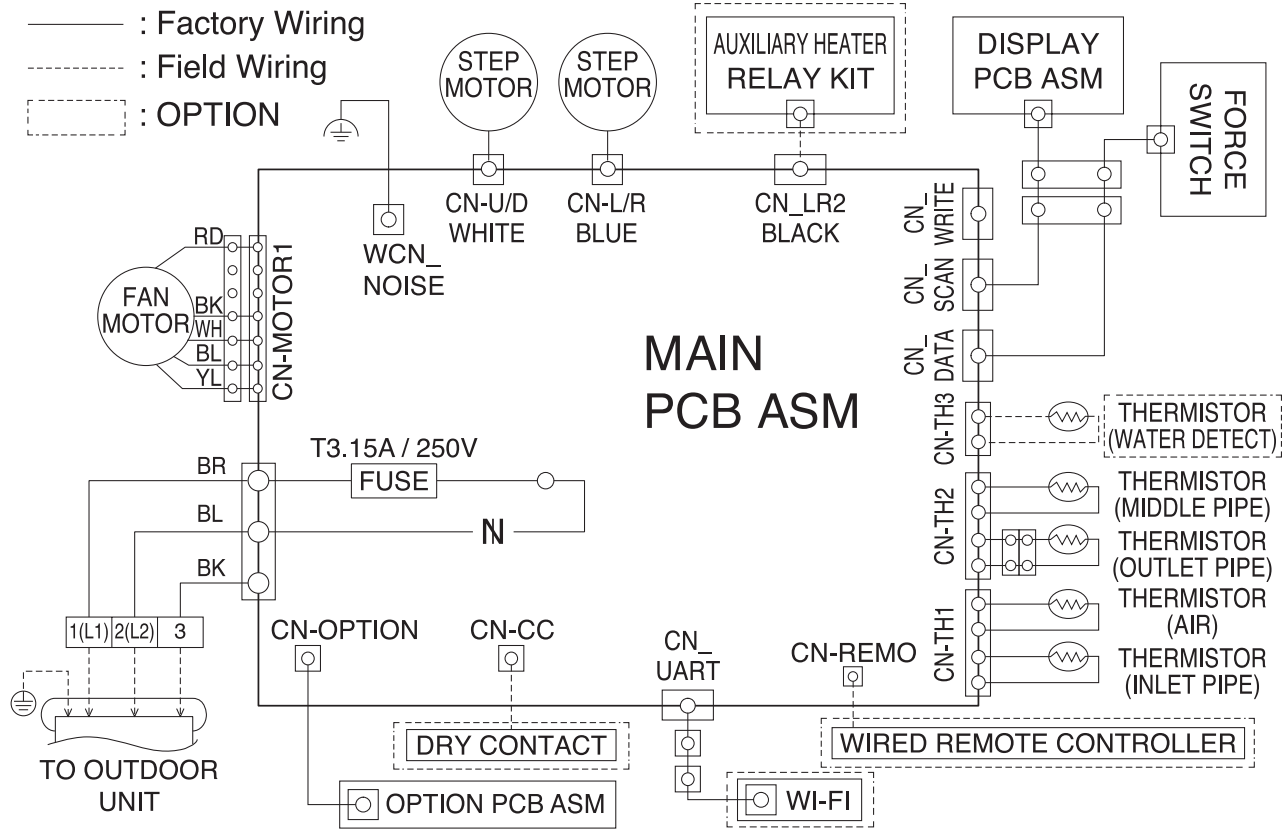 : Factory Wiring
: Field Wiring
: OPTION
STEP
MOTOR
STEP
MOTOR
AUXILIARY HEATER
RELAY KIT
DISPLAY
PCB ASM
FORCE
SWITCH
CN-U/D
WHITE
CN-L/R
BLUE
CN_LR2
BLACK
CN_
WRITE
WCN_
NOISE
RD
FAN
MOTOR
BK
WH
BL
YL
CN-MOTOR1
CN_
SCAN
MAIN
PCB ASM
CN_
DATA
CN-TH3
THERMISTOR
(WATER DETECT)
T3.15A / 250V
FUSE
BR
BL
BK
N
CN-TH2
THERMISTOR
(MIDDLE PIPE)
THERMISTOR
(OUTLET PIPE)
CN-TH1
THERMISTOR
(AIR)
THERMISTOR
(INLET PIPE)
1(L1) 2(L2) 3
CN-OPTION
CN-CC
CN_
UART
CN-REMO
DRY CONTACT
WIRED REMOTE CONTROLLER
TO OUTDOOR
UNIT
OPTION PCB ASM
WI-FI